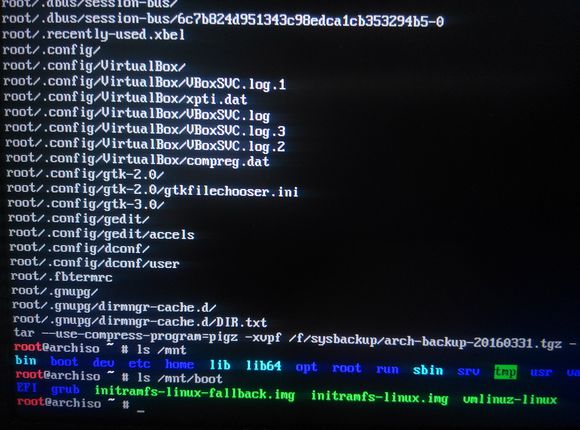 root/.dbus/session-bus/
root/.dbus/session-bus/6c7b824d951343c98edca1cb353294b5-0
root/.recently-used.xbel
root/.config/
root/.config/VirtualBox/
root/.config/VirtualBox/VBoxSVC.log.1
root/.config/VirtualBox/xpti.dat
root/.config/VirtualBox/VBoxSVC.log
root/.config/VirtualBox/VBoxSVC.log.3
root/.config/VirtualBox/VBoxSVC.log.2
root/.config/VirtualBox/compreg.dat
root/.config/gtk-2.0/
root/.config/gtk-2.0/gtkfilechooser.ini
root/.config/gtk-3.0/
root/.config/gedit/
root/.config/gedit/accels
root/.config/dconf/
root/.config/dconf/user
root/.fbtermrc
root/.gnupg/
root/.gnupg/dirmngr-cache.d/
root/.gnupg/dirmngr-cache.d/DIR.txt
tar --use-compress-program=pigz -xvpf /f/sysbackup/arch-backup-20160331.tgz -
root@archiso ~ # ls /mnt
bin boot dev etc home lib lib64 opt root run sbin srv tmp usr va
root@archiso ~ # ls /mnt/boot
EFI grub initramfs-linux-fallback.img initramfs-linux.img vmlinuz-linux
root@archiso ~ # _